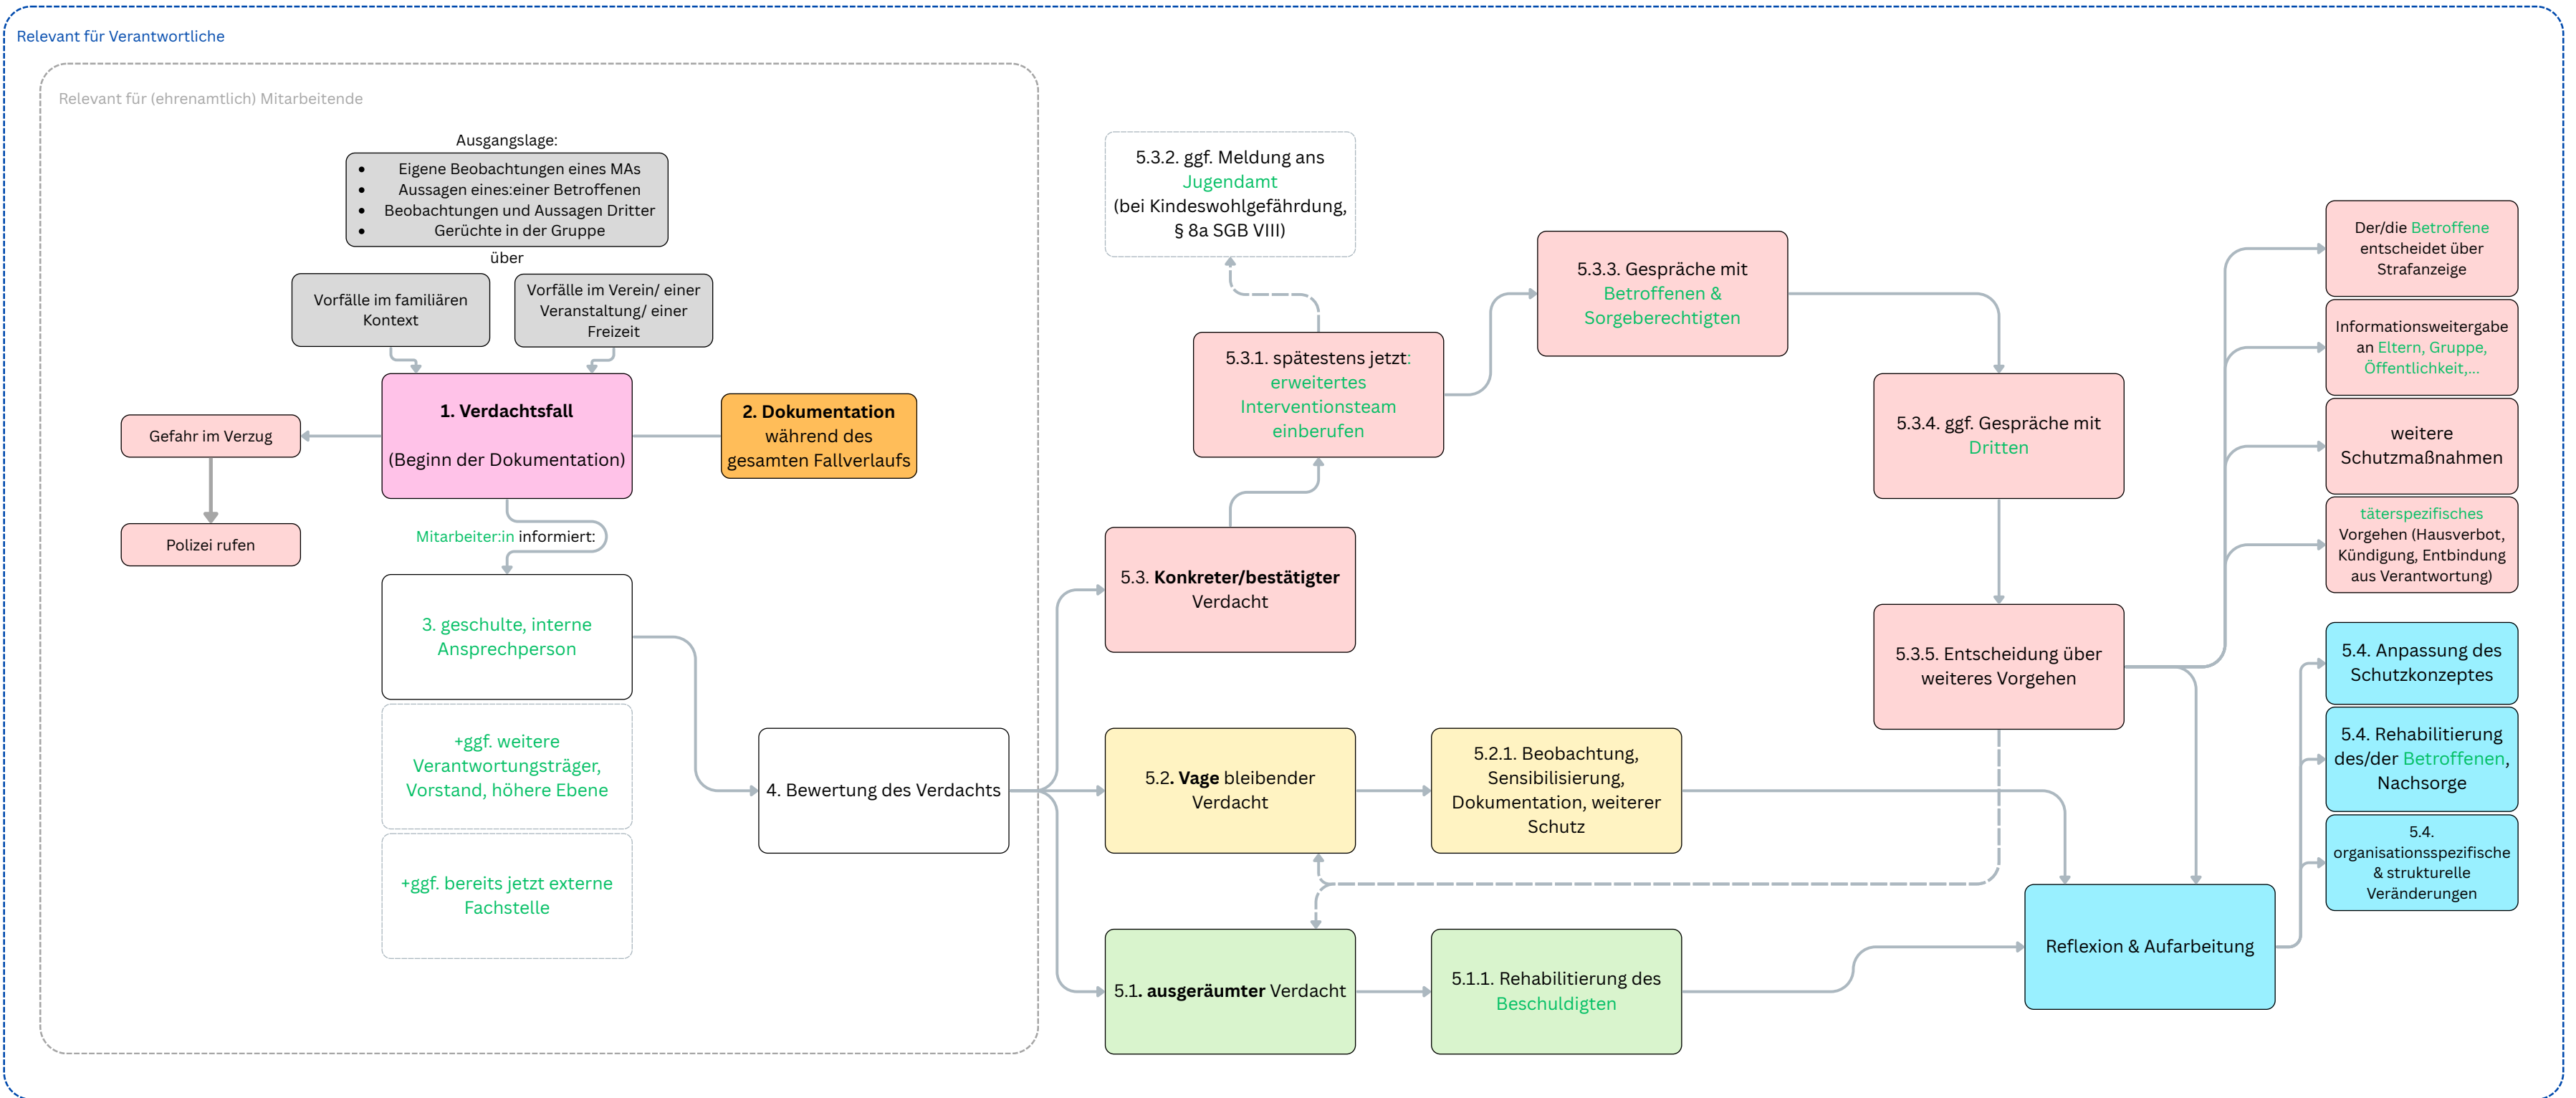 Relevant für Verantwortliche
Relevant für (ehrenamtlich) Mitarbeitende
Ausgangslage:
• Eigene Beobachtungen eines MAs
• Aussagen eines:einer Betroffenen
• Beobachtungen und Aussagen Dritter
• Gerüchte in der Gruppe
über
Vorfälle im familiären
Kontext
Vorfälle im Verein/ einer
Veranstaltung/ einer
Freizeit
1. Verdachtsfall
(Beginn der Dokumentation)
2. Dokumentation
während des
gesamten Fallverlaufs
Gefahr im Verzug
Polizei rufen
Mitarbeiter:in informiert:
3. geschulte, interne
Ansprechperson
+ggf. weitere
Verantwortungsträger,
Vorstand, höhere Ebene
+ggf. bereits jetzt externe
Fachstelle
4. Bewertung des Verdachts
5.3.2. ggf. Meldung ans
Jugendamt
(bei Kindeswohlgefährdung,
§ 8a SGB VIII)
5.3.1. spätestens jetzt:
erweitertes
Interventionsteam
einberufen
5.3. Konkreter/bestätigter
Verdacht
5.3.3. Gespräche mit
Betroffenen &
Sorgeberechtigten
5.3.4. ggf. Gespräche mit
Dritten
5.3.5. Entscheidung über
weiteres Vorgehen
Der/die Betroffene
entscheidet über
Strafanzeige
Informationsweitergabe
an Eltern, Gruppe,
Öffentlichkeit,...
weitere
Schutzmaßnahmen
täterspezifisches
Vorgehen (Hausverbot,
Kündigung, Entbindung
aus Verantwortung)
5.2. Vage bleibender
Verdacht
5.2.1. Beobachtung,
Sensibilisierung,
Dokumentation, weiterer
Schutz
5.1. ausgeräumter Verdacht
5.1.1. Rehabilitierung des
Beschuldigten
Reflexion & Aufarbeitung
5.4. Anpassung des
Schutzkonzeptes
5.4. Rehabilitierung
des/der Betroffenen,
Nachsorge
5.4.
organisationsspezifische
& strukturelle
Veränderungen